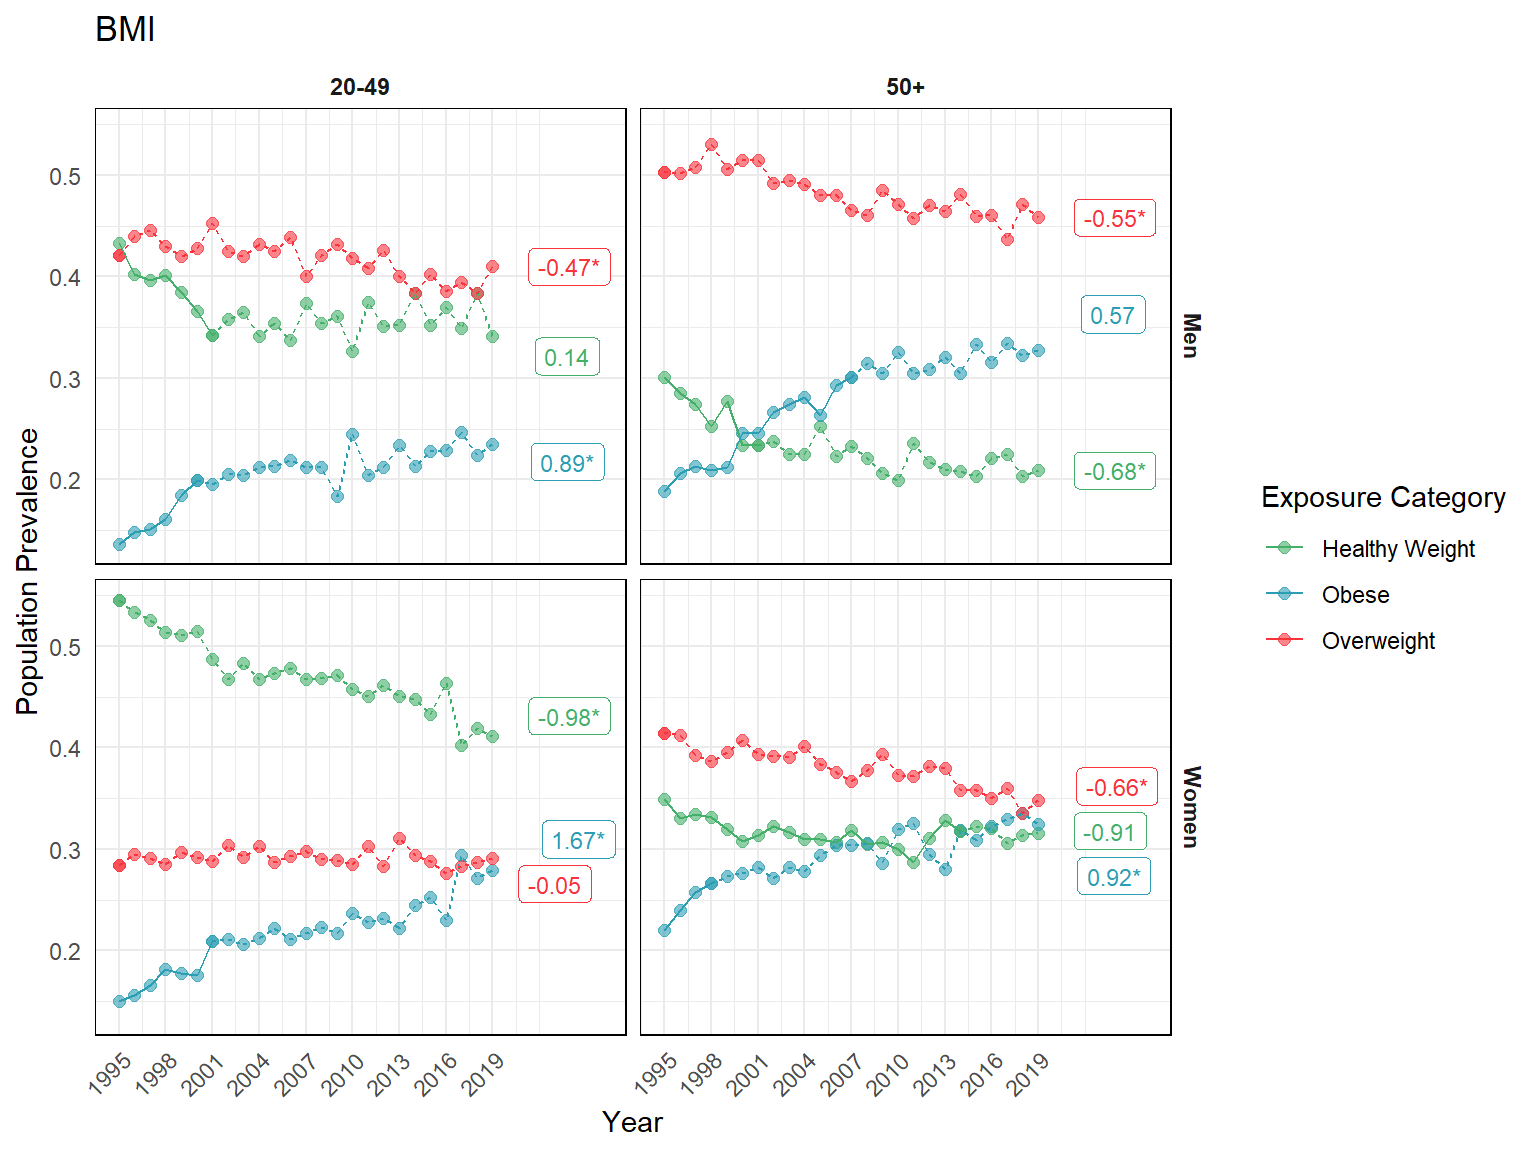 BMI
20-49
50+
0.5
0.4
0.3
0.2
-0.47*
0.14
0.89*
-0.55*
0.57
-0.68*
Men
0.5
0.4
0.3
0.2
-0.98*
1.67*
-0.05
-0.66*
-0.91
0.92*
Women
Population Prevalence
1995 1998 2001 2004 2007 2010 2013 2016 2019
1995 1998 2001 2004 2007 2010 2013 2016 2019
Year
Exposure Category
Healthy Weight
Obese
Overweight